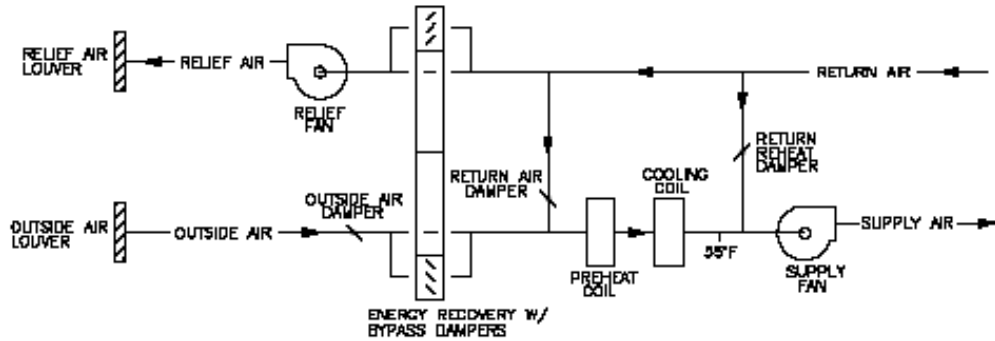 RELIEF AIR
LOUVER
RELIEF AIR
RELIEF
FAN
RETURN AIR
RETURN
REHEAT
DAMPER
RETURN AIR
DAMPER
COOLING
COIL
OUTSIDE AIR
LOUVER
OUTSIDE AIR
OUTSIDE AIR
DAMPER
PREHEAT
COIL
55°F
SUPPLY AIR
SUPPLY
FAN
ENERGY RECOVERY W/
BYPASS DAMPERS